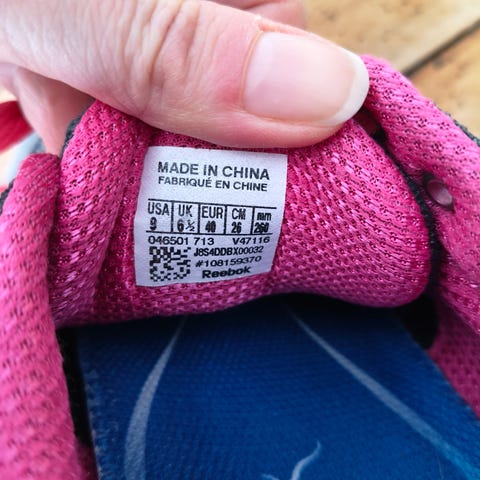 MADE IN CHINA
FABRIQUÉ EN CHINE
USA UK EUR CM mm
9 6½ 40 26 260
046501 713 V47116
J8S4DDBX00032
#108159370
Reebok